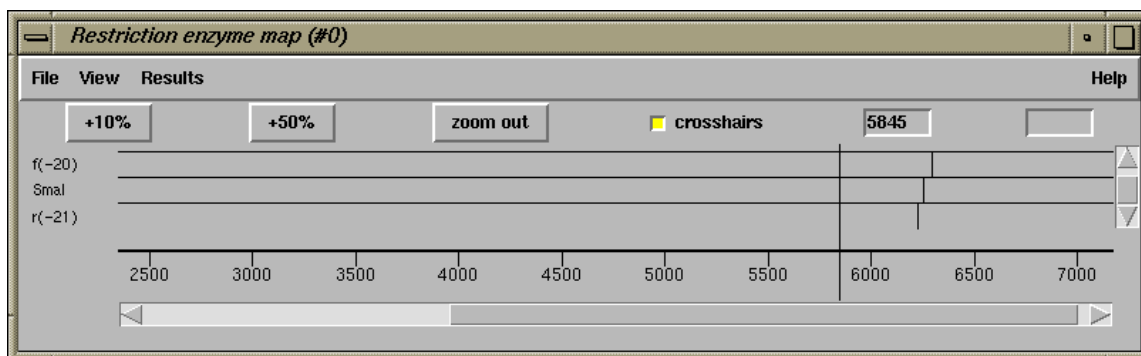 Restriction enzyme map (#0)
File View Results Help
+10% +50% zoom out crosshairs 5845
f(-20)
SmaI
r(-21)
2500 3000 3500 4000 4500 5000 5500 6000 6500 7000